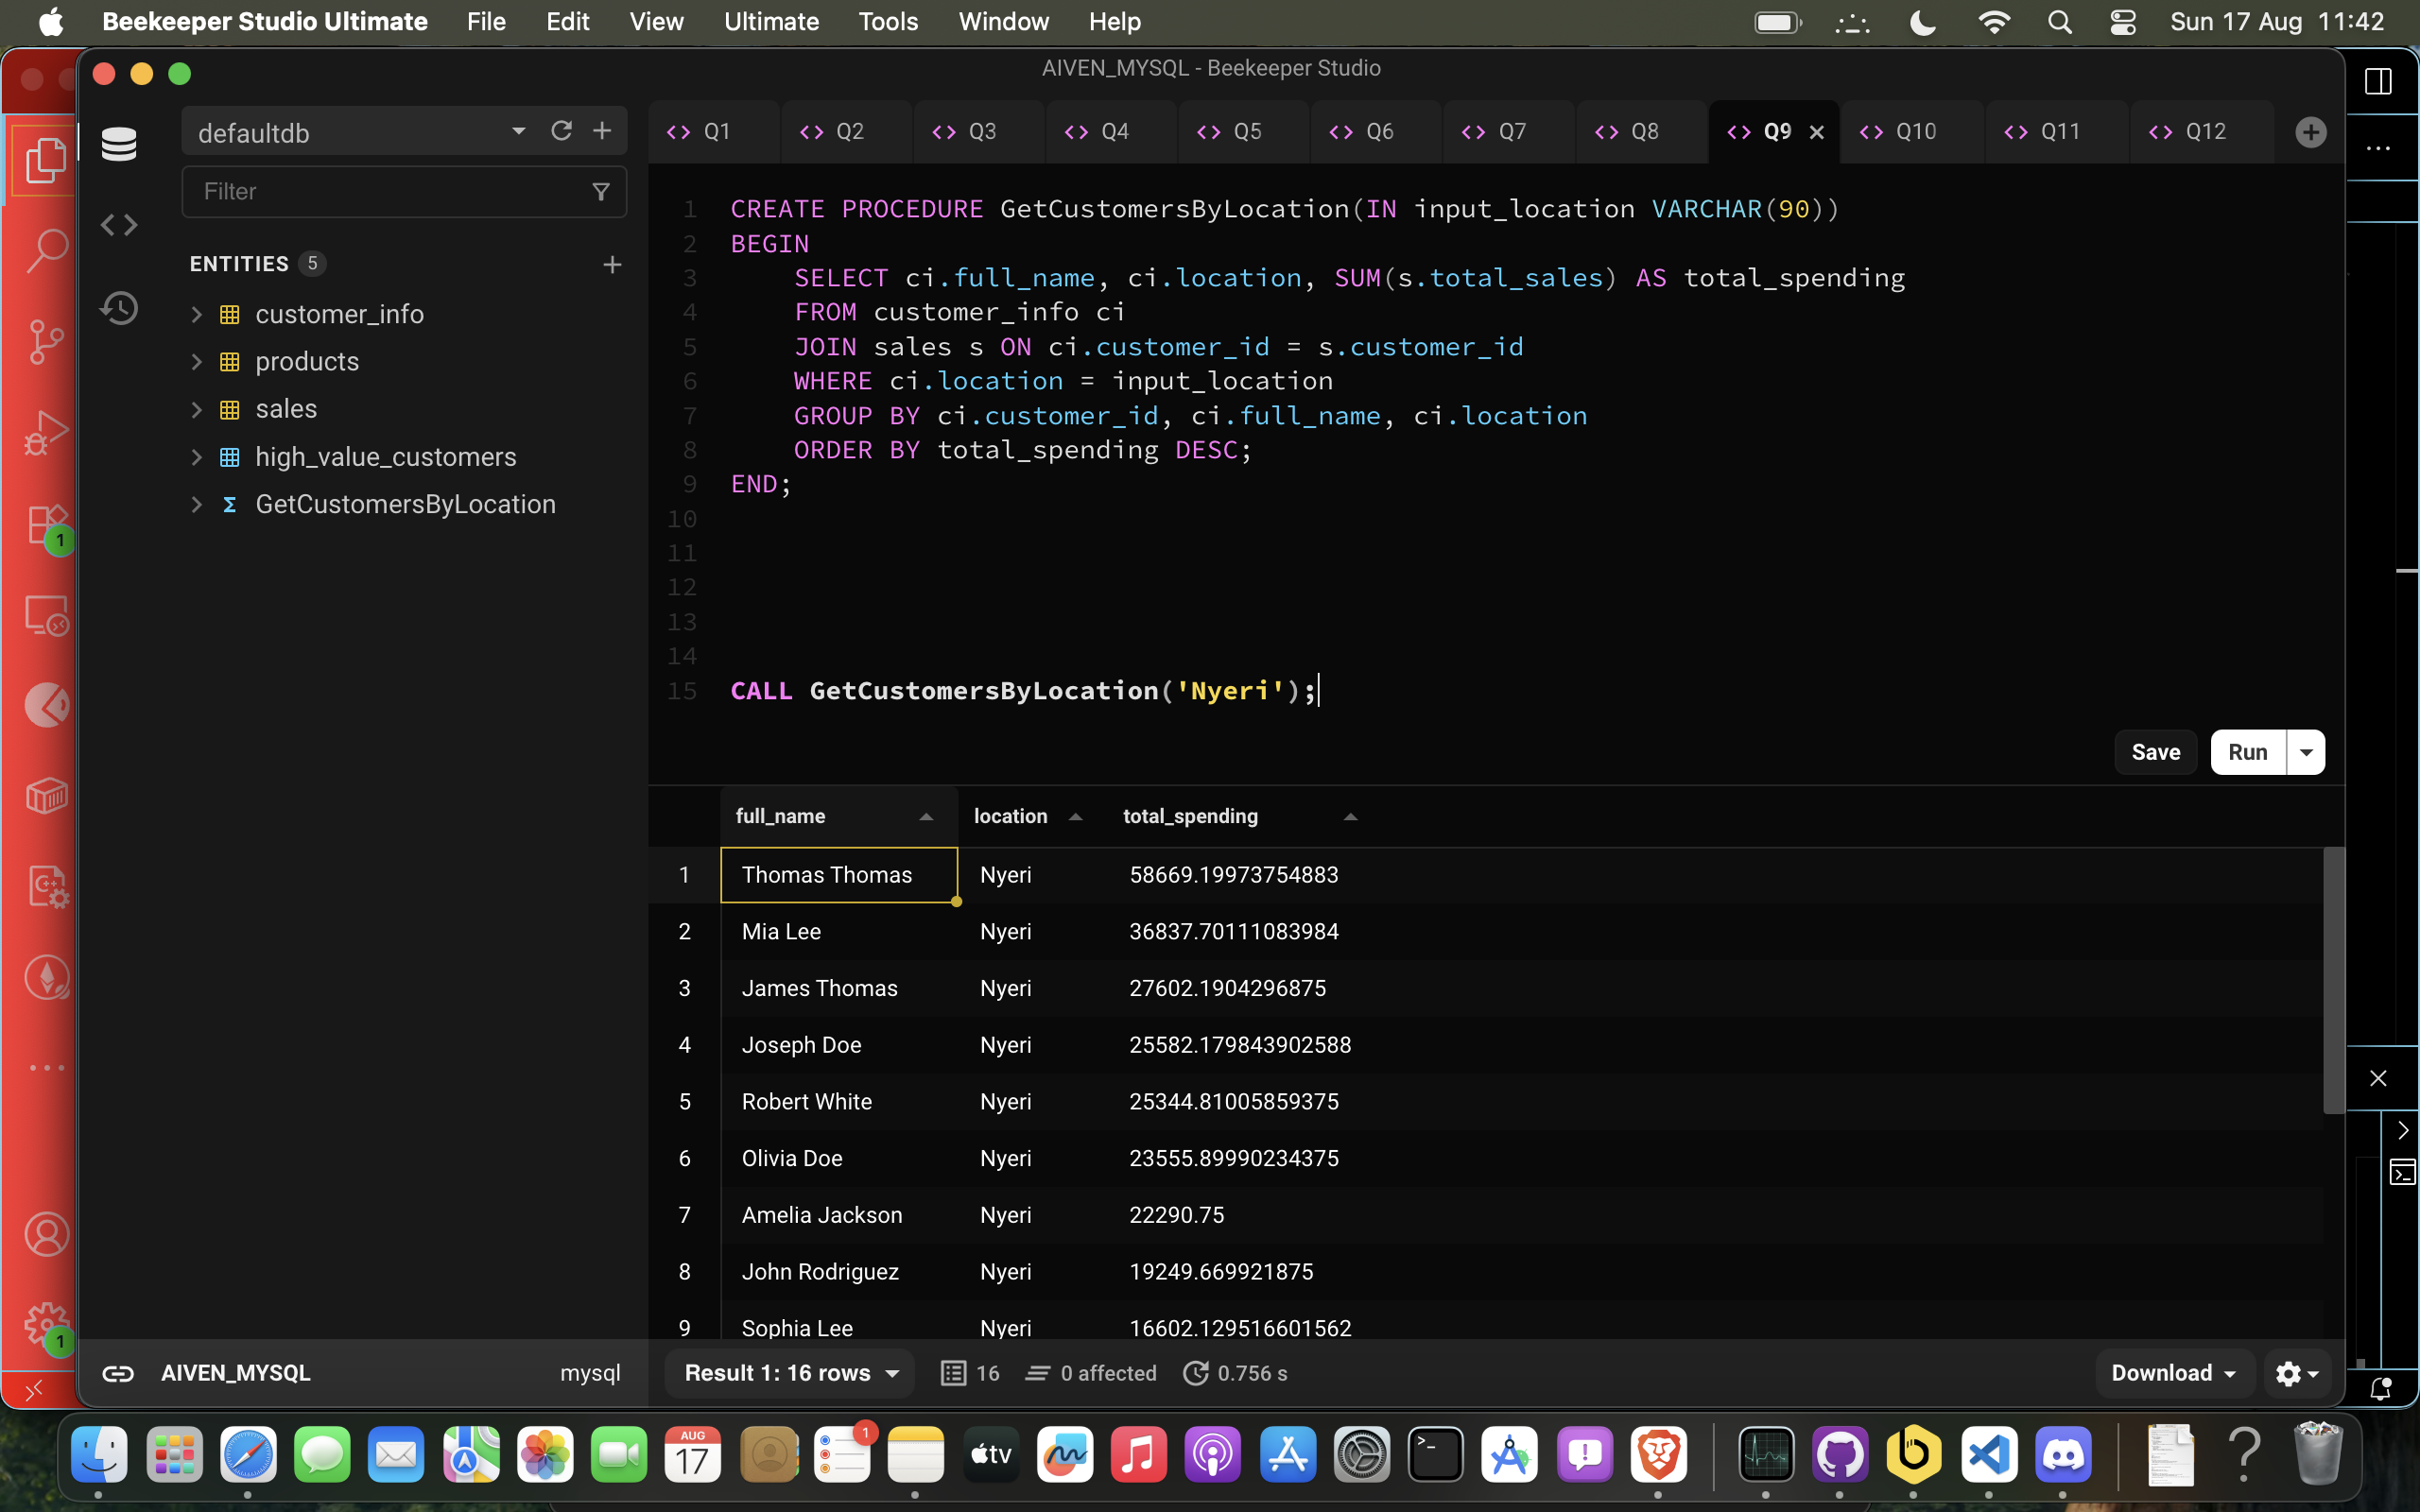 Beekeeper Studio Ultimate File Edit View Ultimate Tools Window Help Sun 17 Aug 11:42
AIVEN_MYSQL - Beekeeper Studio
defaultdb
Filter
ENTITIES 5
customer_info
products
sales
high_value_customers
Σ GetCustomersByLocation
1
1
Q1 Q2 Q3 Q4 Q5 Q6 Q7 Q8 Q9 Q10 Q11 Q12
1 CREATE PROCEDURE GetCustomersByLocation(IN input_location VARCHAR(90))
2 BEGIN
3 SELECT ci.full_name, ci.location, SUM(s.total_sales) AS total_spending
4 FROM customer_info ci
5 JOIN sales s ON ci.customer_id = s.customer_id
6 WHERE ci.location = input_location
7 GROUP BY ci.customer_id, ci.full_name, ci.location
8 ORDER BY total_spending DESC;
9 END;
10
11
12
13
14
15 CALL GetCustomersByLocation('Nyeri');
Save Run
full_name location total_spending
1 Thomas Thomas Nyeri 58669.19973754883
2 Mia Lee Nyeri 36837.70111083984
3 James Thomas Nyeri 27602.1904296875
4 Joseph Doe Nyeri 25582.179843902588
5 Robert White Nyeri 25344.81005859375
6 Olivia Doe Nyeri 23555.89990234375
7 Amelia Jackson Nyeri 22290.75
8 John Rodriguez Nyeri 19249.669921875
9 Sophia Lee Nyeri 16602.129516601562
AIVEN_MYSQL mysql Result 1: 16 rows 16 0 affected 0.756 s Download
AUG
17
1
tv